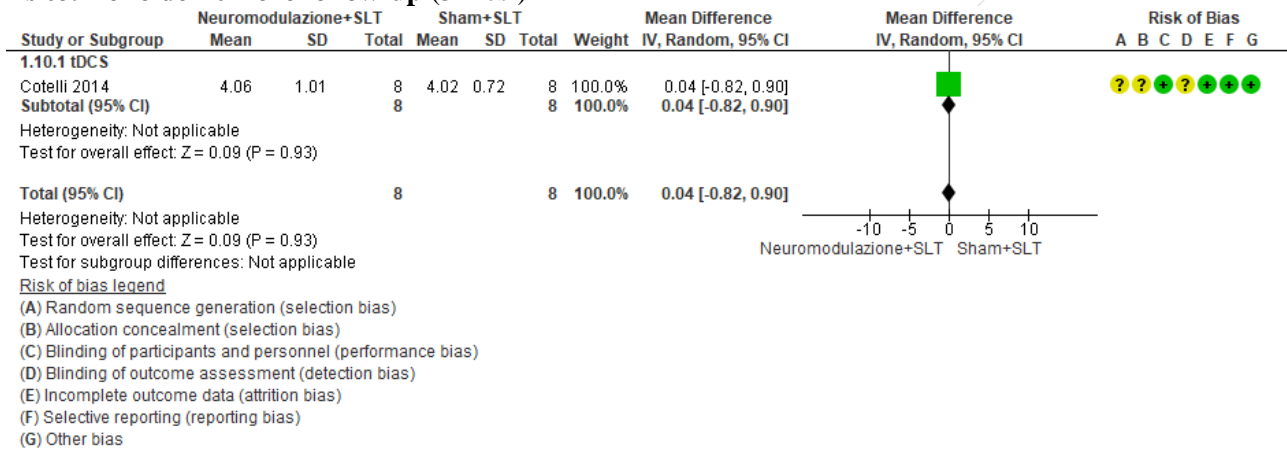 Neuromodulazione+SLT Sham+SLT Mean Difference Mean Difference Risk of Bias
Study or Subgroup Mean SD Total Mean SD Total Weight IV, Random, 95% CI IV, Random, 95% CI A B C D E F G
1.10.1 tDCS
Cotelli 2014 4.06 1.01 8 4.02 0.72 8 100.0% 0.04 [-0.82, 0.90] ? ? + ? + + +
Subtotal (95% CI) 8 8 100.0% 0.04 [-0.82, 0.90]
Heterogeneity: Not applicable
Test for overall effect: Z = 0.09 (P = 0.93)
Total (95% CI) 8 8 100.0% 0.04 [-0.82, 0.90]
Heterogeneity: Not applicable
Test for overall effect: Z = 0.09 (P = 0.93)
Test for subgroup differences: Not applicable
-10 -5 0 5 10
Neuromodulazione+SLT Sham+SLT
Risk of bias legend
(A) Random sequence generation (selection bias)
(B) Allocation concealment (selection bias)
(C) Blinding of participants and personnel (performance bias)
(D) Blinding of outcome assessment (detection bias)
(E) Incomplete outcome data (attrition bias)
(F) Selective reporting (reporting bias)
(G) Other bias